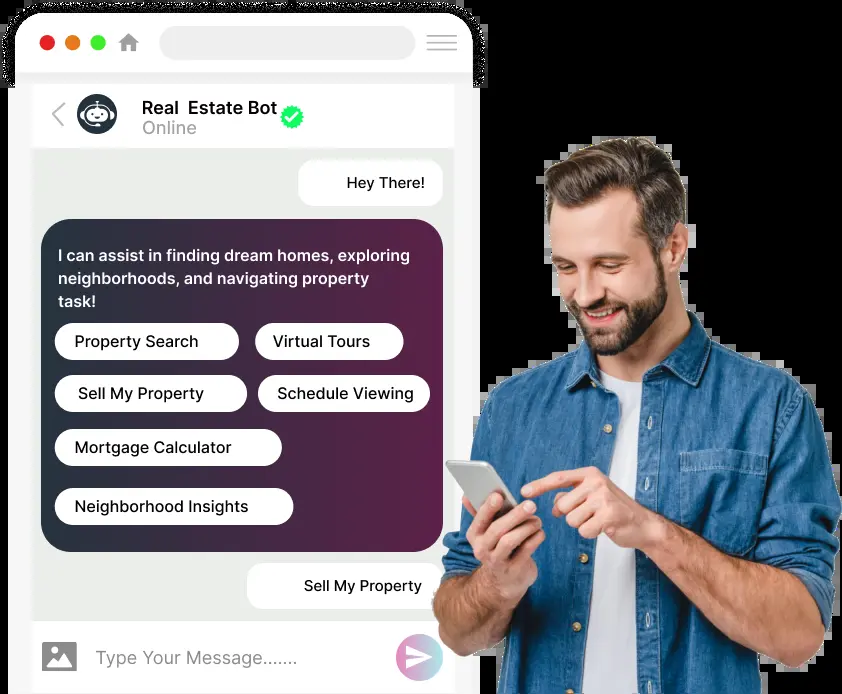 Real Estate Bot
Online
Hey There!
I can assist in finding dream homes, exploring
neighborhoods, and navigating property
task!
Property Search
Virtual Tours
Sell My Property
Schedule Viewing
Mortgage Calculator
Neighborhood Insights
Sell My Property
Type Your Message.......